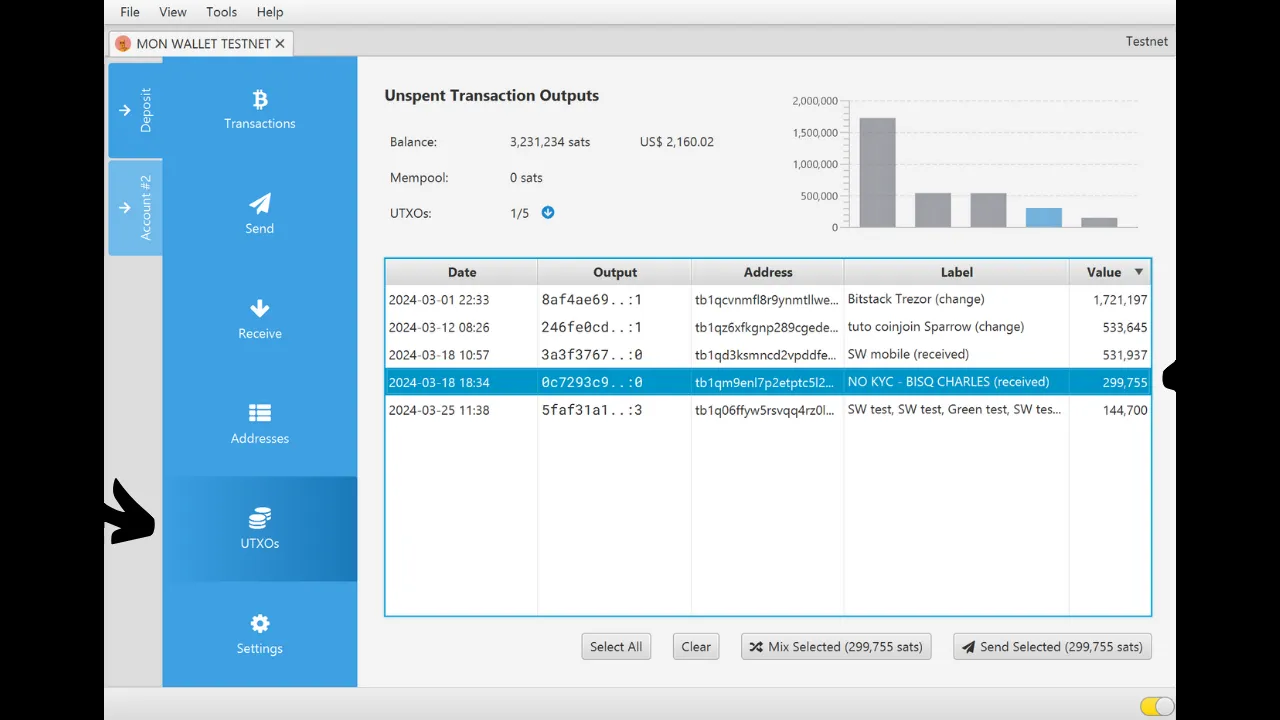 File View Tools Help
MON WALLET TESTNET
Testnet
Deposit
Account #2
Transactions
Send
Receive
Addresses
UTXOs
Settings
Unspent Transaction Outputs
Balance: 3,231,234 sats US$ 2,160.02
Mempool: 0 sats
UTXOs: 1/5
2,000,000
1,500,000
1,000,000
500,000
0
Date Output Address Label Value
2024-03-01 22:33 8af4ae69..:1 tb1qcvnmfl8r9ynmtllwe... Bitstack Trezor (change) 1,721,197
2024-03-12 08:26 246fe0cd..:1 tb1qz6xfkgnp289cgede... tuto coinjoin Sparrow (change) 533,645
2024-03-18 10:57 3a3f3767..:0 tb1qd3ksmncd2vpddfe... SW mobile (received) 531,937
2024-03-18 18:34 0c7293c9..:0 tb1qm9enl7p2etptc5l2... NO KYC - BISQ CHARLES (received) 299,755
2024-03-25 11:38 5faf31a1..:3 tb1q06ffyw5rsvqq4rz0l... SW test, SW test, Green test, SW tes... 144,700
Select All Clear Mix Selected (299,755 sats) Send Selected (299,755 sats)